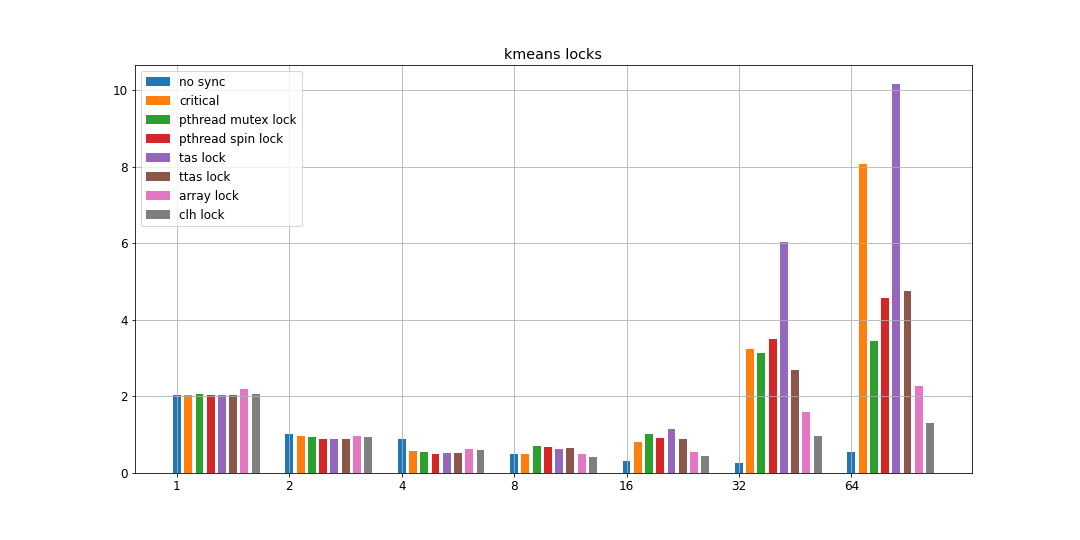 kmeans locks
no sync
critical
pthread mutex lock
pthread spin lock
tas lock
ttas lock
array lock
clh lock
10
8
6
4
2
0
1 2 4 8 16 32 64